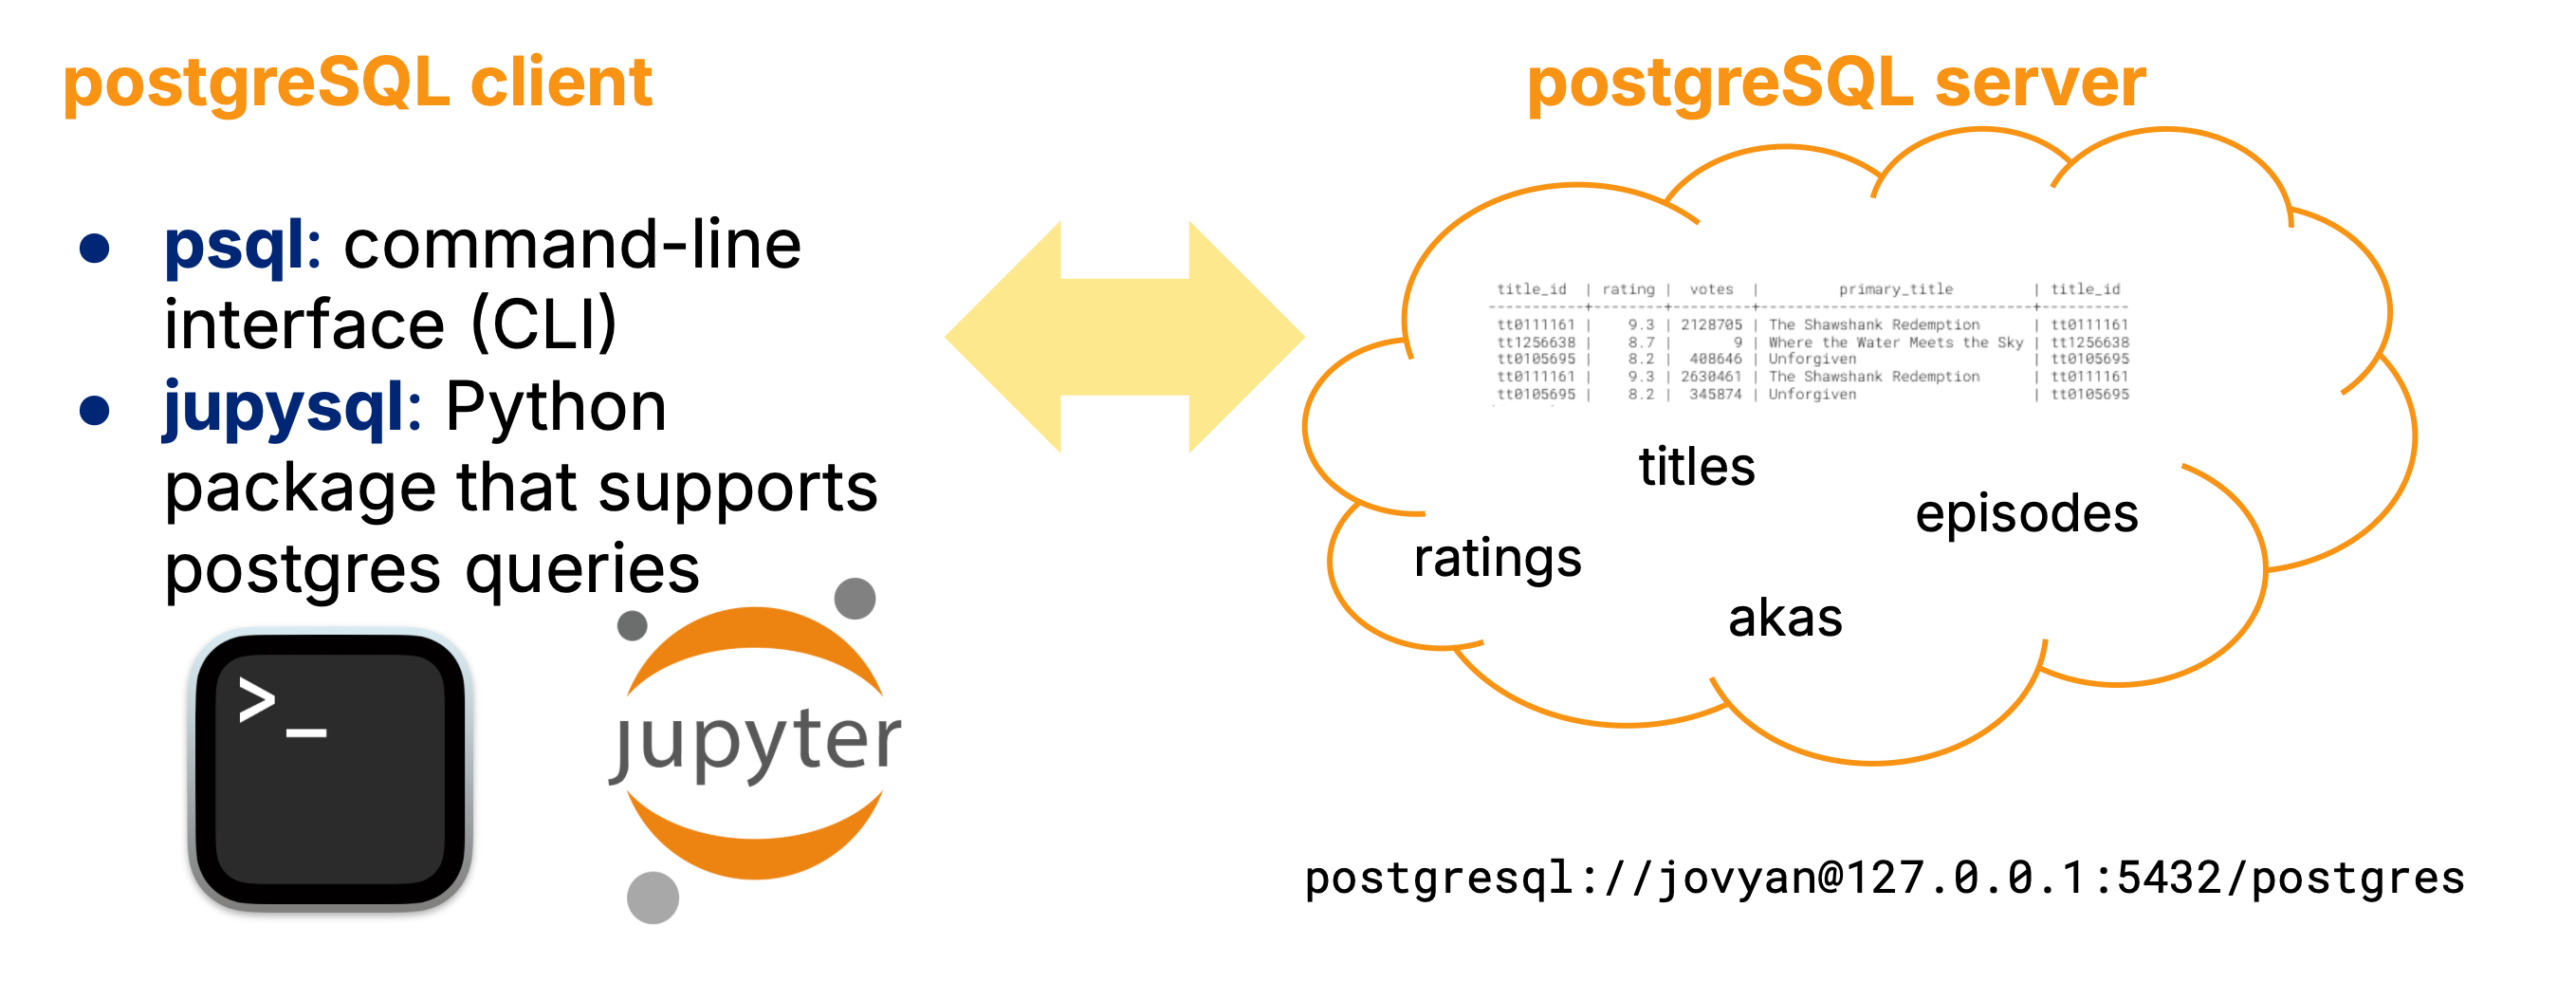 postgreSQL client
● psql: command-line
interface (CLI)
● jupysql: Python
package that supports
postgres queries
>_
jupyter
postgreSQL server
title_id | rating | votes | primary_title | title_id
----------+--------+---------+------------------------------+----------
tt0111161 | 9.3 | 2128705 | The Shawshank Redemption | tt0111161
tt1256638 | 8.7 | 9 | Where the Water Meets the Sky | tt1256638
tt0105695 | 8.2 | 408646 | Unforgiven | tt0105695
tt0111161 | 9.3 | 2630461 | The Shawshank Redemption | tt0111161
tt0105695 | 8.2 | 345874 | Unforgiven | tt0105695
titles
episodes
ratings
akas
postgresql://jovyan@127.0.0.1:5432/postgres